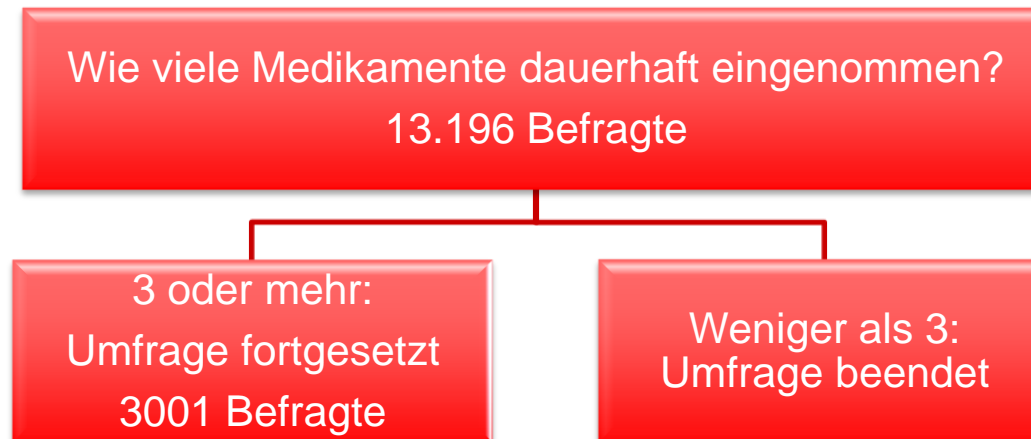 Wie viele Medikamente dauerhaft eingenommen?
13.196 Befragte
3 oder mehr:
Umfrage fortgesetzt
3001 Befragte
Weniger als 3:
Umfrage beendet